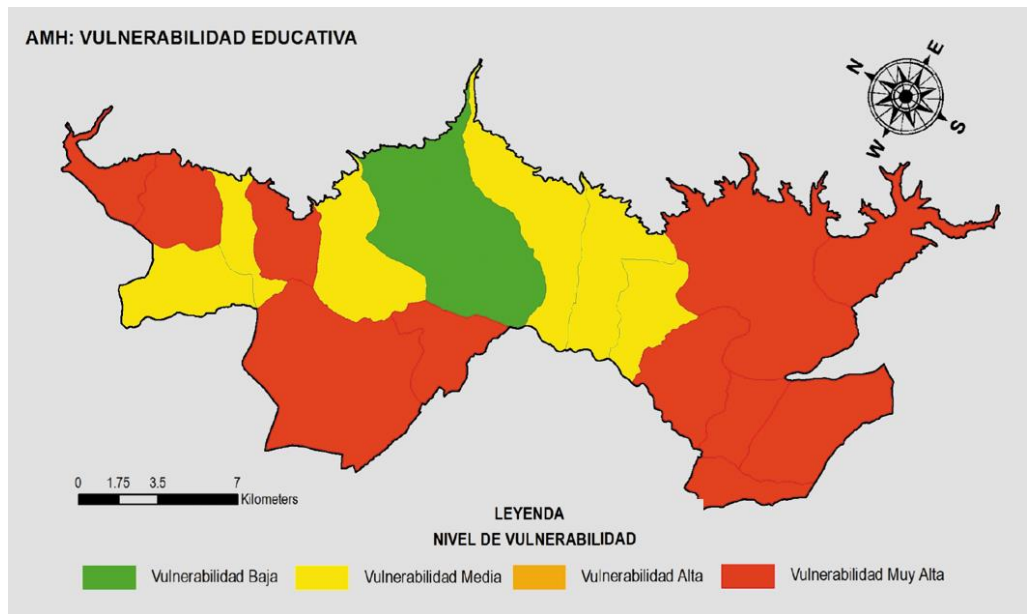 AMH: VULNERABILIDAD EDUCATIVA
N
E
W
S
0 1.75 3.5 7
Kilometers
LEYENDA
NIVEL DE VULNERABILIDAD
Vulnerabilidad Baja Vulnerabilidad Media Vulnerabilidad Alta Vulnerabilidad Muy Alta